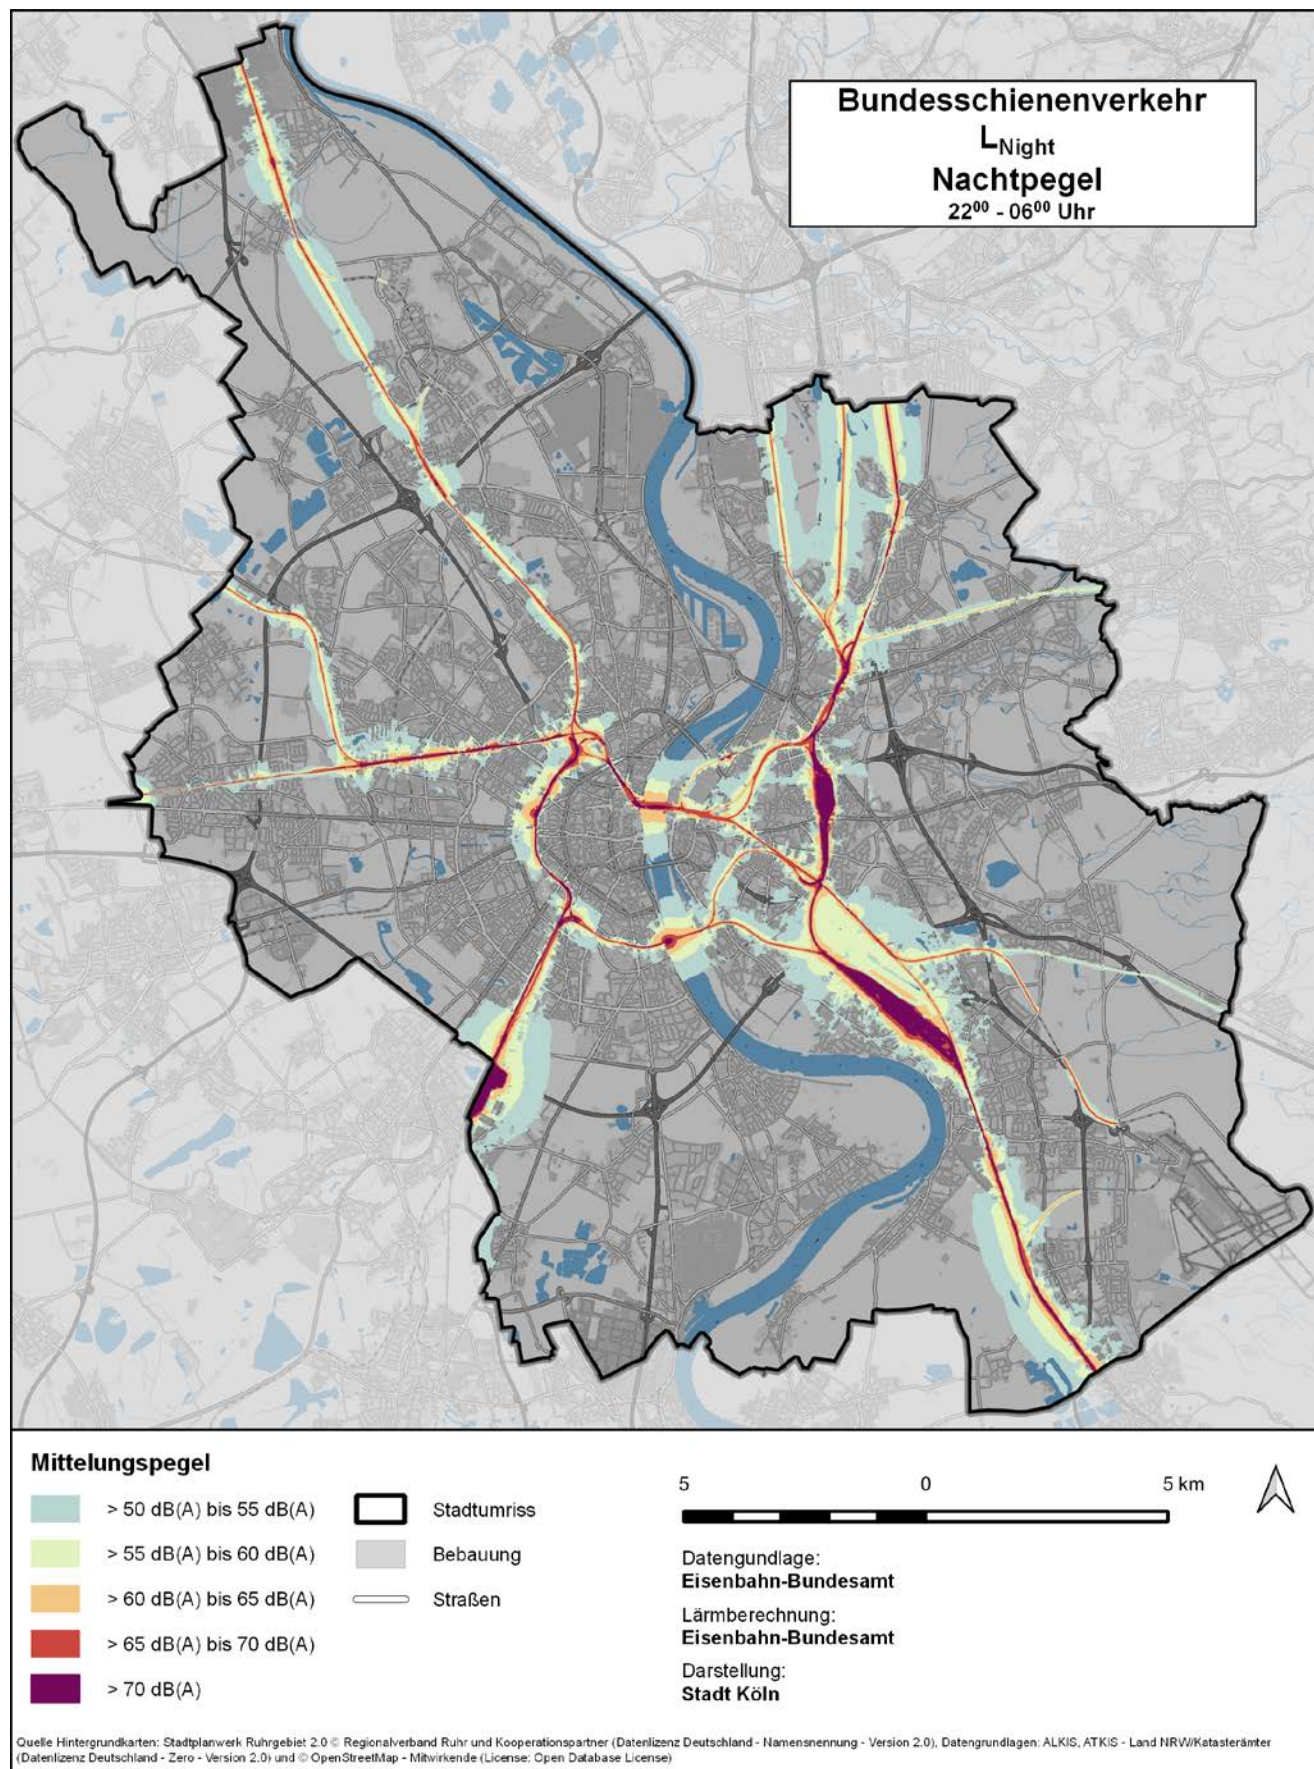 Bundesschienenverkehr
LNight
Nachtpegel
22⁰⁰ - 06⁰⁰ Uhr
Mittelungspegel
> 50 dB(A) bis 55 dB(A)
> 55 dB(A) bis 60 dB(A)
> 60 dB(A) bis 65 dB(A)
> 65 dB(A) bis 70 dB(A)
> 70 dB(A)
Stadtumriss
Bebauung
Straßen
5 0 5 km
Datengundlage:
Eisenbahn-Bundesamt
Lärmberechnung:
Eisenbahn-Bundesamt
Darstellung:
Stadt Köln
Quelle Hintergrundkarten: Stadtplanwerk Ruhrgebiet 2.0 © Regionalverband Ruhr und Kooperationspartner (Datenlizenz Deutschland - Namensnennung - Version 2.0), Datengrundlagen: ALKIS, ATKIS - Land NRW/Katasterämter
(Datenlizenz Deutschland - Zero - Version 2.0) und © OpenStreetMap - Mitwirkende (License: Open Database License)